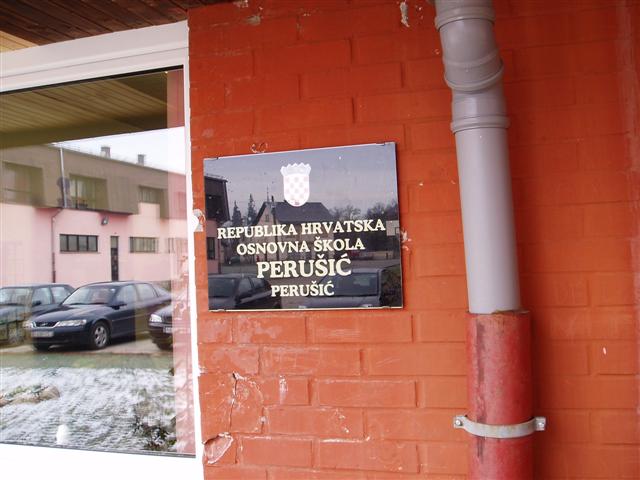 REPUBLIKA HRVATSKA
OSNOVNA ŠKOLA
PERUŠIĆ
PERUŠIĆ